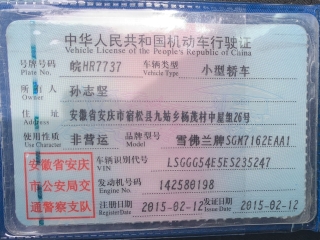 中华人民共和国机动车行驶证
Vehicle License of the People's Republic of China
号牌号码 皖HR7737 车辆类型 小型轿车
Plate No. Vehicle Type
所有人 孙志坚
Owner
住址 安徽省安庆市宿松县九姑乡杨茂村中屋组26号
Address
使用性质 非营运 品牌型号 雪佛兰牌SGM7162EAA1
Use Character Model
安徽省安庆市公安局交通警察支队
车辆识别代号 LSGGG54E5ES235247
VIN
发动机号码 142580198
Engine No.
注册日期 2015-02-12 发证日期 2015-02-12
Register Date Issue Date